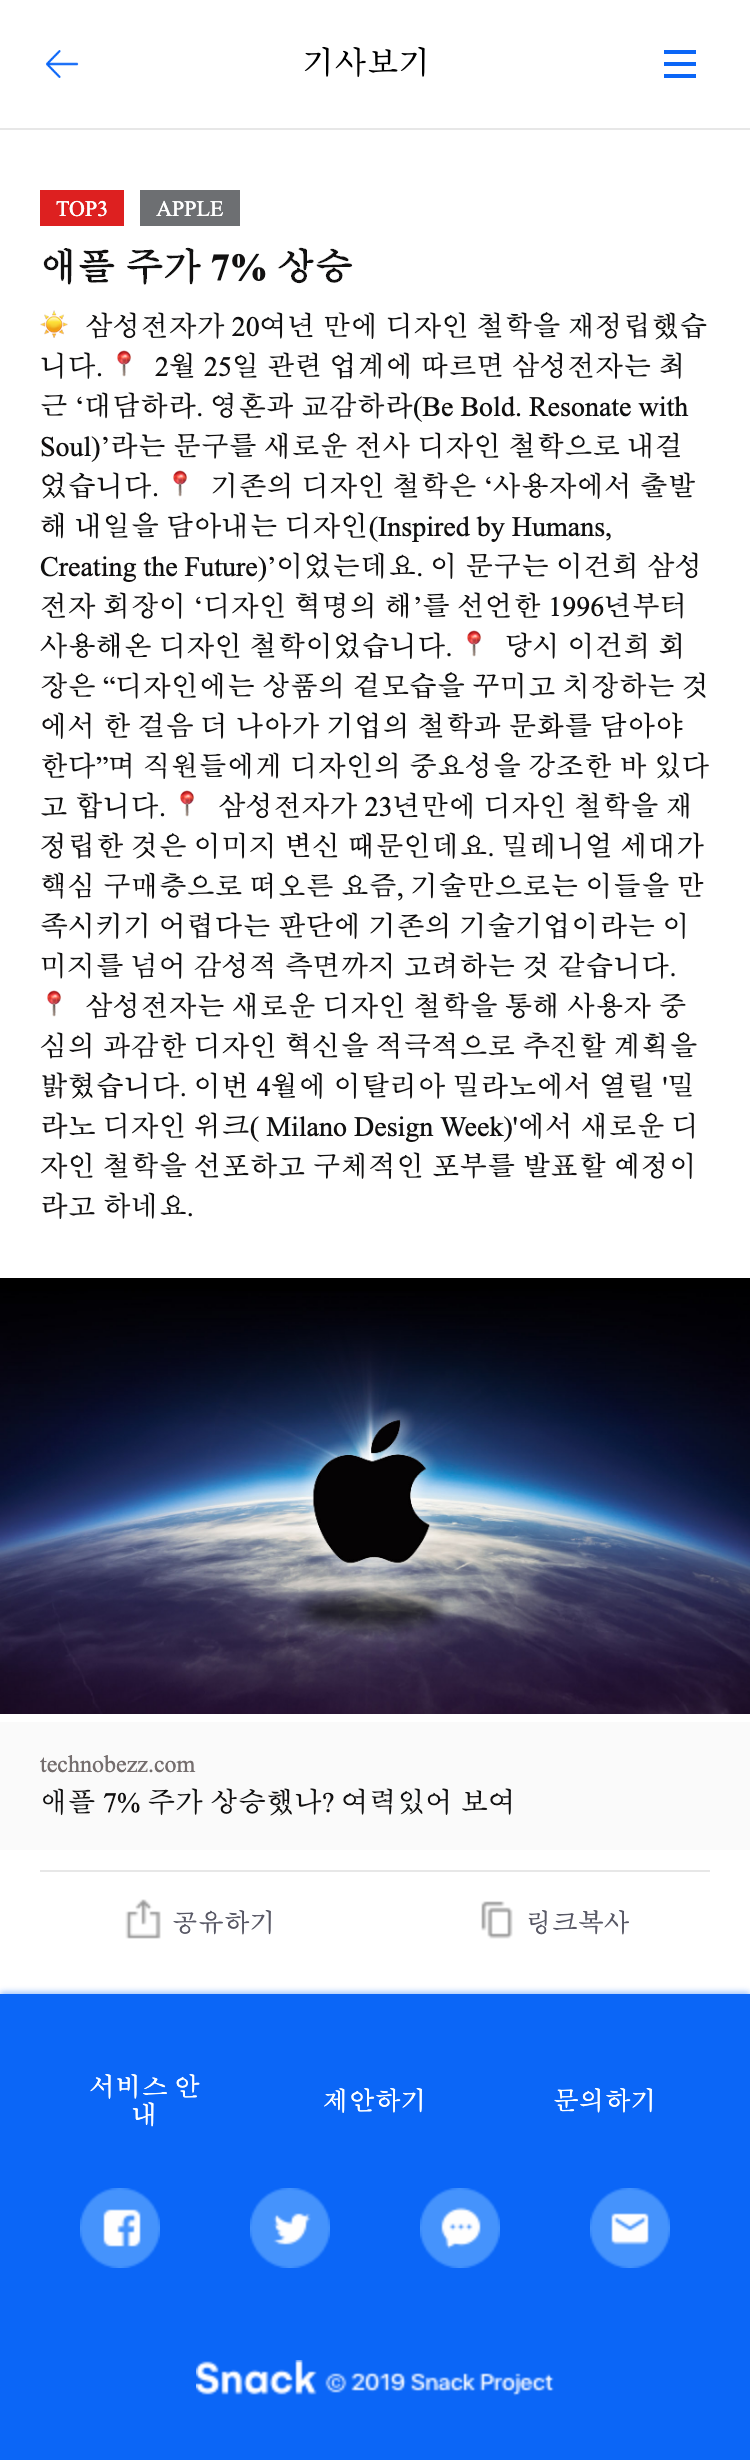 기사보기
TOP3 APPLE
애플 주가 7% 상승
☀️ 삼성전자가 20여년 만에 디자인 철학을 재정립했습
니다.📍 2월 25일 관련 업계에 따르면 삼성전자는 최
근 ‘대담하라. 영혼과 교감하라(Be Bold. Resonate with
Soul)’라는 문구를 새로운 전사 디자인 철학으로 내걸
었습니다.📍 기존의 디자인 철학은 ‘사용자에서 출발
해 내일을 담아내는 디자인(Inspired by Humans,
Creating the Future)’이었는데요. 이 문구는 이건희 삼성
전자 회장이 ‘디자인 혁명의 해’를 선언한 1996년부터
사용해온 디자인 철학이었습니다.📍 당시 이건희 회
장은 “디자인에는 상품의 겉모습을 꾸미고 치장하는 것
에서 한 걸음 더 나아가 기업의 철학과 문화를 담아야
한다”며 직원들에게 디자인의 중요성을 강조한 바 있다
고 합니다.📍 삼성전자가 23년만에 디자인 철학을 재
정립한 것은 이미지 변신 때문인데요. 밀레니얼 세대가
핵심 구매층으로 떠오른 요즘, 기술만으로는 이들을 만
족시키기 어렵다는 판단에 기존의 기술기업이라는 이
미지를 넘어 감성적 측면까지 고려하는 것 같습니다.
📍 삼성전자는 새로운 디자인 철학을 통해 사용자 중
심의 과감한 디자인 혁신을 적극적으로 추진할 계획을
밝혔습니다. 이번 4월에 이탈리아 밀라노에서 열릴 '밀
라노 디자인 위크( Milano Design Week)'에서 새로운 디
자인 철학을 선포하고 구체적인 포부를 발표할 예정이
라고 하네요.
technobezz.com
애플 7% 주가 상승했나? 여력있어 보여
공유하기 링크복사
서비스 안
내
제안하기 문의하기
Snack © 2019 Snack Project